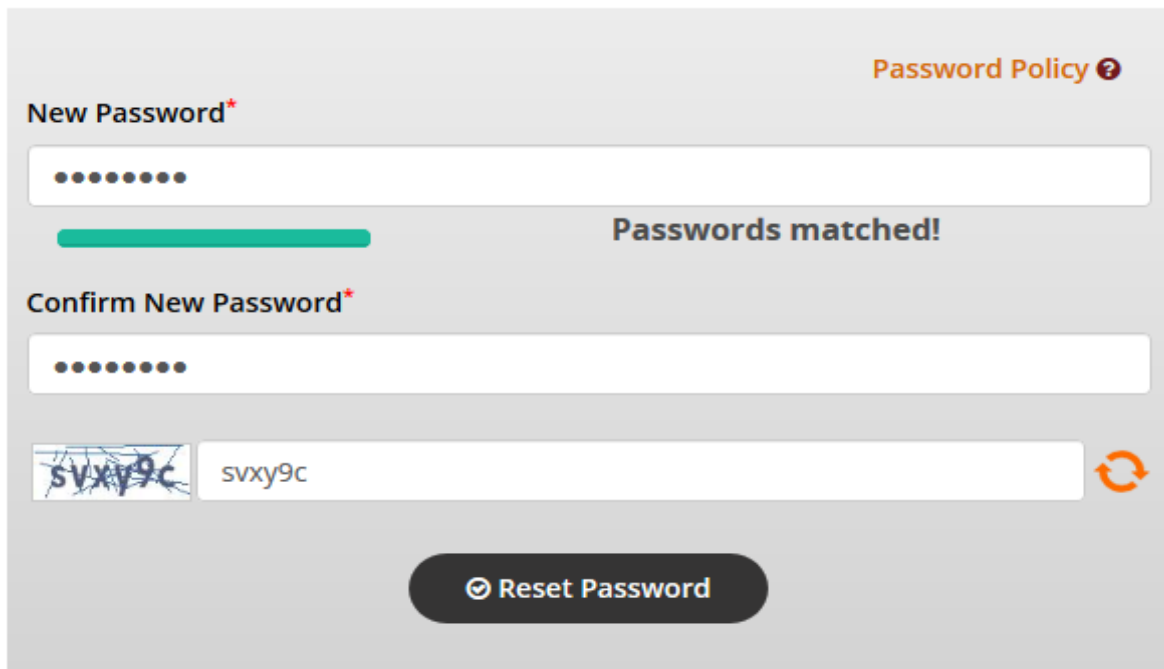 Password Policy
New Password*
••••••••
Passwords matched!
Confirm New Password*
••••••••
svxy9c svxy9c
Reset Password